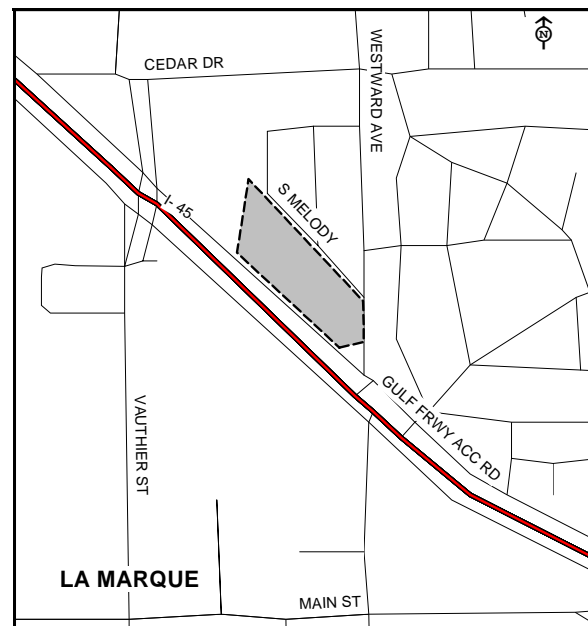 N
CEDAR DR
WESTWARD AVE
S MELODY
I- 45
VAUTHIER ST
GULF FRWY ACC RD
LA MARQUE
MAIN ST